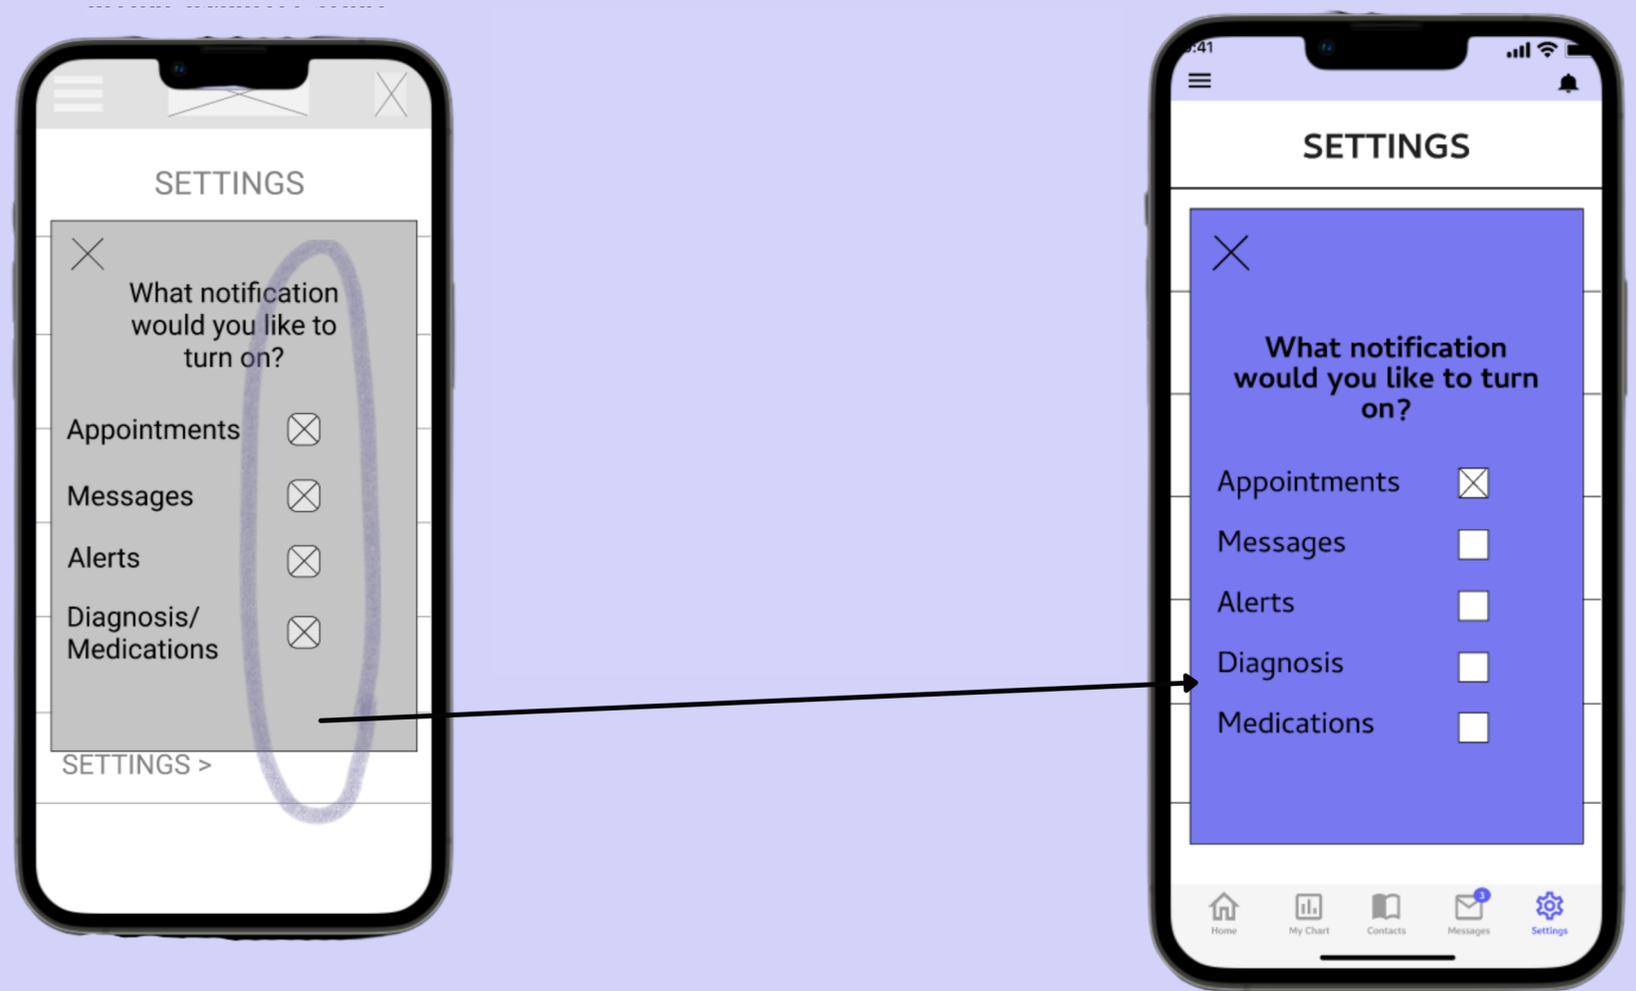 SETTINGS
What notification
would you like to
turn on?
Appointments
Messages
Alerts
Diagnosis/
Medications
SETTINGS >
:41
SETTINGS
What notification
would you like to turn
on?
Appointments
Messages
Alerts
Diagnosis
Medications
3
Home
My Chart
Contacts
Messages
Settings